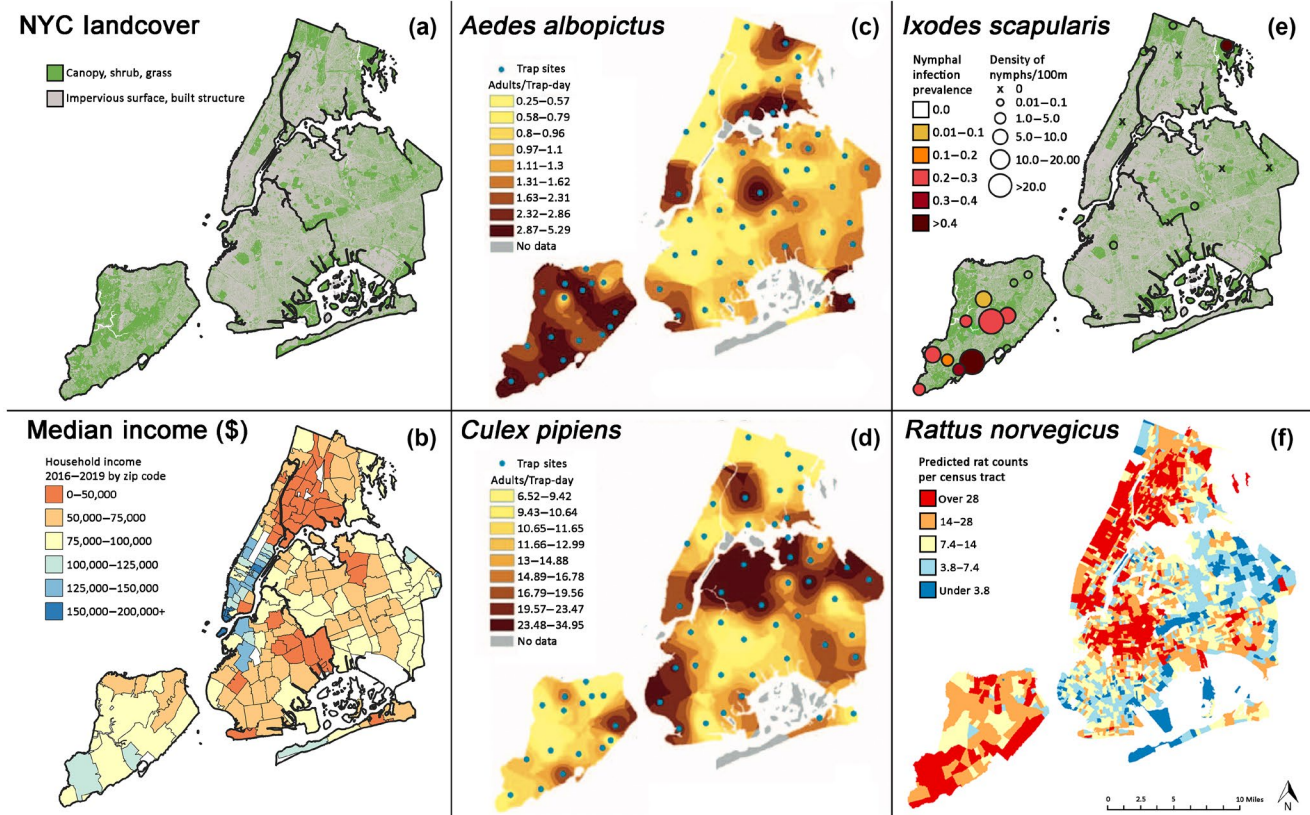 NYC landcover
(a)
Canopy, shrub, grass
Impervious surface, built structure
Aedes albopictus
(c)
Trap sites
Adults/Trap-day
0.25–0.57
0.58–0.79
0.8–0.96
0.97–1.1
1.11–1.3
1.31–1.62
1.63–2.31
2.32–2.86
2.87–5.29
No data
Ixodes scapularis
(e)
Nymphal
infection
prevalence
0.0
0.01–0.1
0.1–0.2
0.2–0.3
0.3–0.4
>0.4
Density of
nymphs/100m
x 0
0.01–0.1
1.0–5.0
5.0–10.0
10.0–20.00
>20.0
x
x
x
x
x
x
Median income ($)
(b)
Household income
2016–2019 by zip code
0–50,000
50,000–75,000
75,000–100,000
100,000–125,000
125,000–150,000
150,000–200,000+
Culex pipiens
(d)
Trap sites
Adults/Trap-day
6.52–9.42
9.43–10.64
10.65–11.65
11.66–12.99
13–14.88
14.89–16.78
16.79–19.56
19.57–23.47
23.48–34.95
No data
Rattus norvegicus
(f)
Predicted rat counts
per census tract
Over 28
14–28
7.4–14
3.8–7.4
Under 3.8
0 2.5 5 10 Miles
N